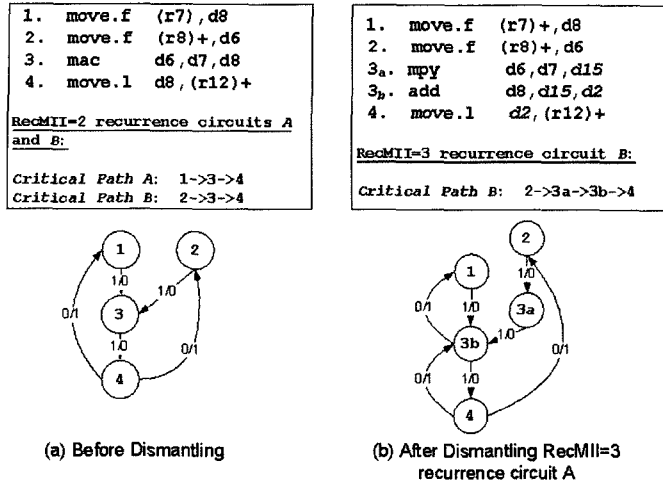 1. move.f (r7),d8
2. move.f (r8)+,d6
3. mac d6,d7,d8
4. move.l d8,(r12)+
RecMII=2 recurrence circuits A
and B:
Critical Path A: 1->3->4
Critical Path B: 2->3->4
1
2
1/0
1/0
3
0/1
1/0
0/1
4
(a) Before Dismantling
1. move.f (r7)+,d8
2. move.f (r8)+,d6
3a. mpy d6,d7,d15
3b. add d8,d15,d2
4. move.l d2,(r12)+
RecMII=3 recurrence circuit B:
Critical Path B: 2->3a->3b->4
2
1
1/0
0/1
1/0
3a
1/0
3b
0/1
1/0
0/1
4
(b) After Dismantling RecMII=3
recurrence circuit A